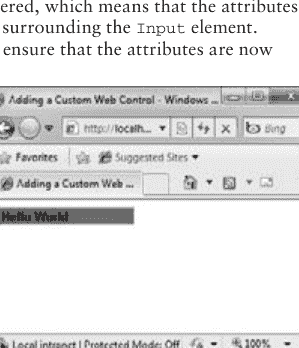 ered, which means that the attributes
surrounding the Input element.
ensure that the attributes are now
Adding a Custom Web Control - Windows ...
http://localh... Bing
Favorites Suggested Sites
Adding a Custom Web ...
Hello World
Local intranet | Protected Mode: Off 100%